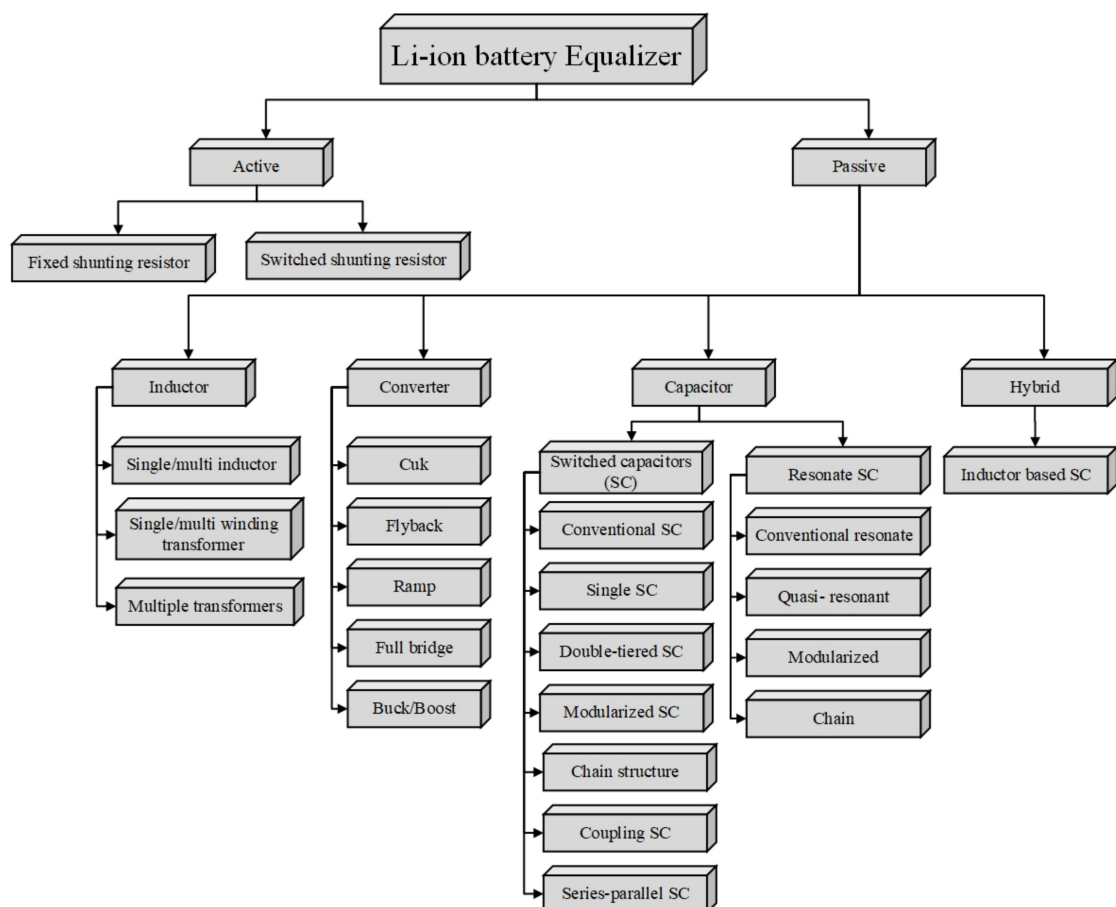 Li-ion battery Equalizer
Active
Passive
Fixed shunting resistor
Switched shunting resistor
Inductor
Converter
Capacitor
Hybrid
Single/multi inductor
Single/multi winding
transformer
Multiple transformers
Cuk
Flyback
Ramp
Full bridge
Buck/Boost
Switched capacitors
(SC)
Conventional SC
Single SC
Double-tiered SC
Modularized SC
Chain structure
Coupling SC
Series-parallel SC
Resonate SC
Conventional resonate
Quasi- resonant
Modularized
Chain
Inductor based SC